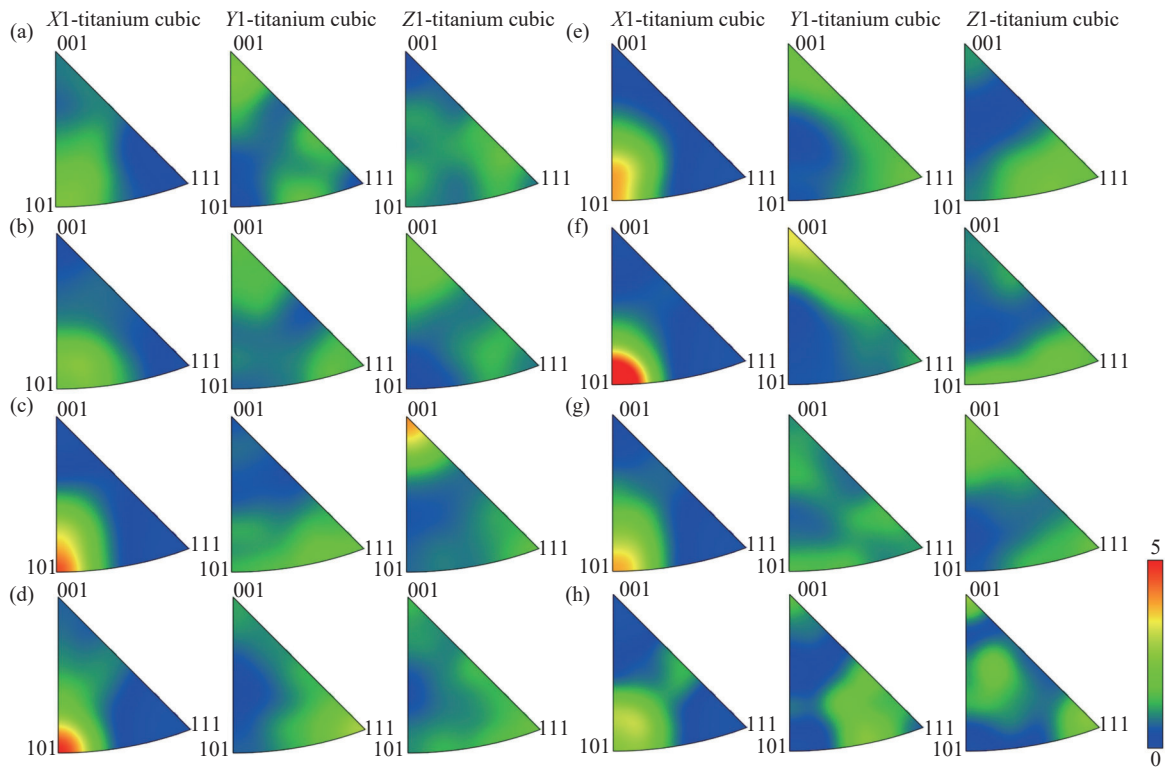 (a) X1-titanium cubic Y1-titanium cubic Z1-titanium cubic (e) X1-titanium cubic Y1-titanium cubic Z1-titanium cubic
001 001 001 001 001 001
111 111 111 111 111 111
101 101 101 101 101 101
(b) 001 001 001 (f) 001 001 001
111 111 111 111 111 111
101 101 101 101 101 101
(c) 001 001 001 (g) 001 001 001
111 111 111 111 111 111
101 101 101 101 101 101
5
(d) 001 001 001 (h) 001 001 001
111 111 111 111 111 111
101 101 101 101 101 101
0